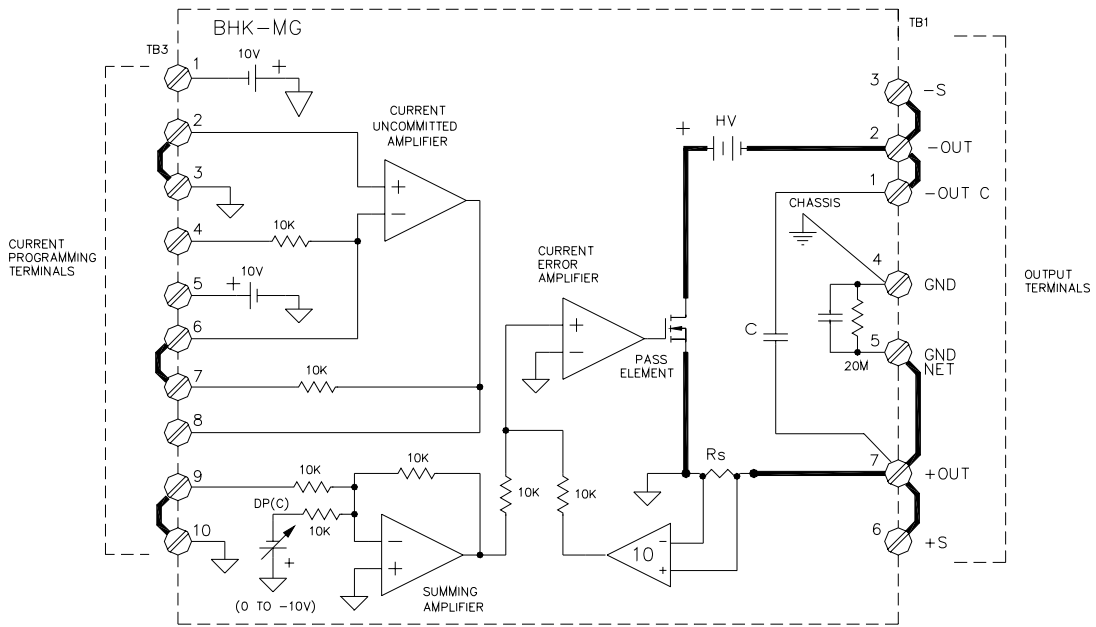 BHK-MG
TB1
TB3
1
10V
+
2
3
4
10K
5
+
10V
6
7
10K
8
9
10K
10
CURRENT
PROGRAMMING
TERMINALS
CURRENT
UNCOMMITTED
AMPLIFIER
+
−
DP(C)
10K
10K
+
(0 TO -10V)
−
+
SUMMING
AMPLIFIER
CURRENT
ERROR
AMPLIFIER
+
−
PASS
ELEMENT
10K
10K
10
−
+
Rs
+
HV
C
CHASSIS
20M
3
-S
2
-OUT
1
-OUT C
4
GND
5
GND
NET
7
+OUT
6
+S
OUTPUT
TERMINALS